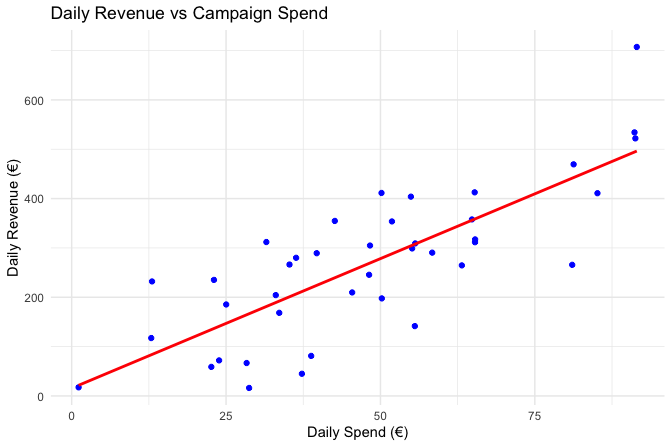 Daily Revenue vs Campaign Spend
Daily Revenue (€)
600
400
200
0
0 25 50 75
Daily Spend (€)